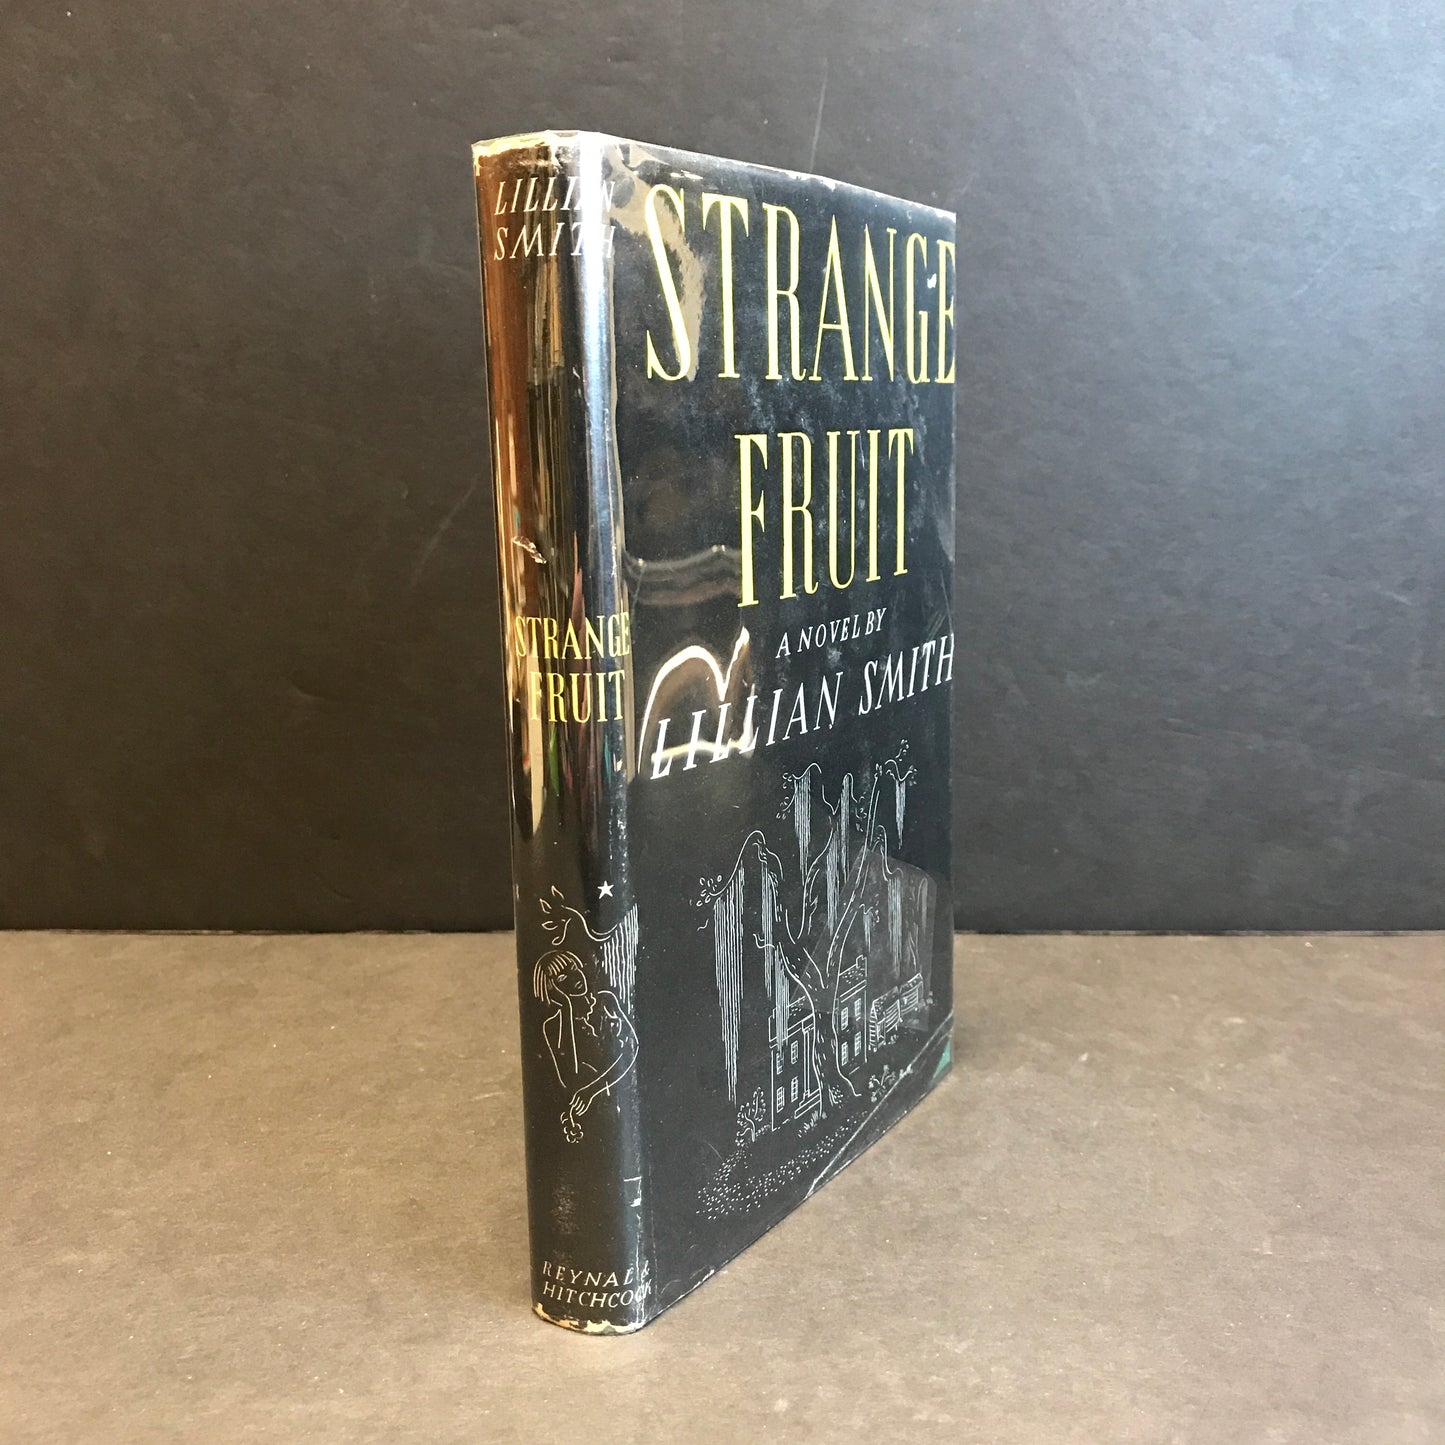 LILLIAN
SMITH
STRANGE
FRUIT
REYNAL &
HITCHCOCK
STRANGE
FRUIT
A NOVEL BY
LILLIAN SMITH